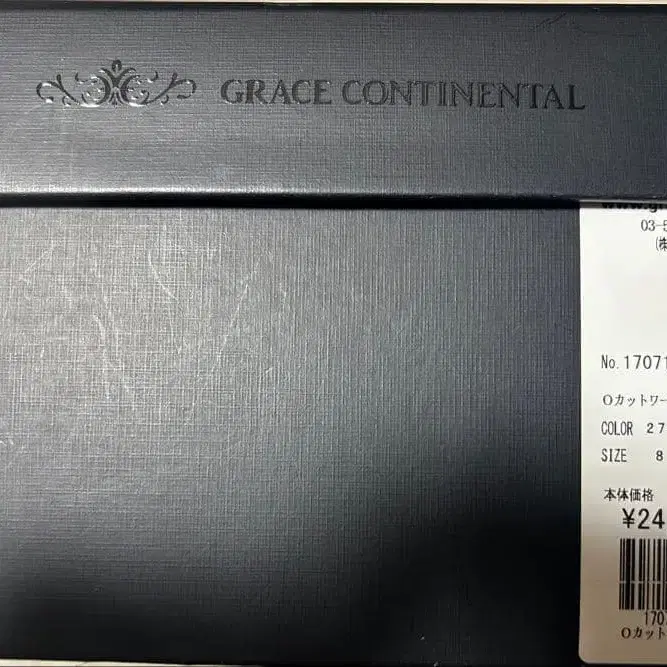 GRACE CONTINENTAL
03-5
(株
No.17071
Oカットワー
COLOR 27
SIZE 8
本体価格
¥24
170
Oカット